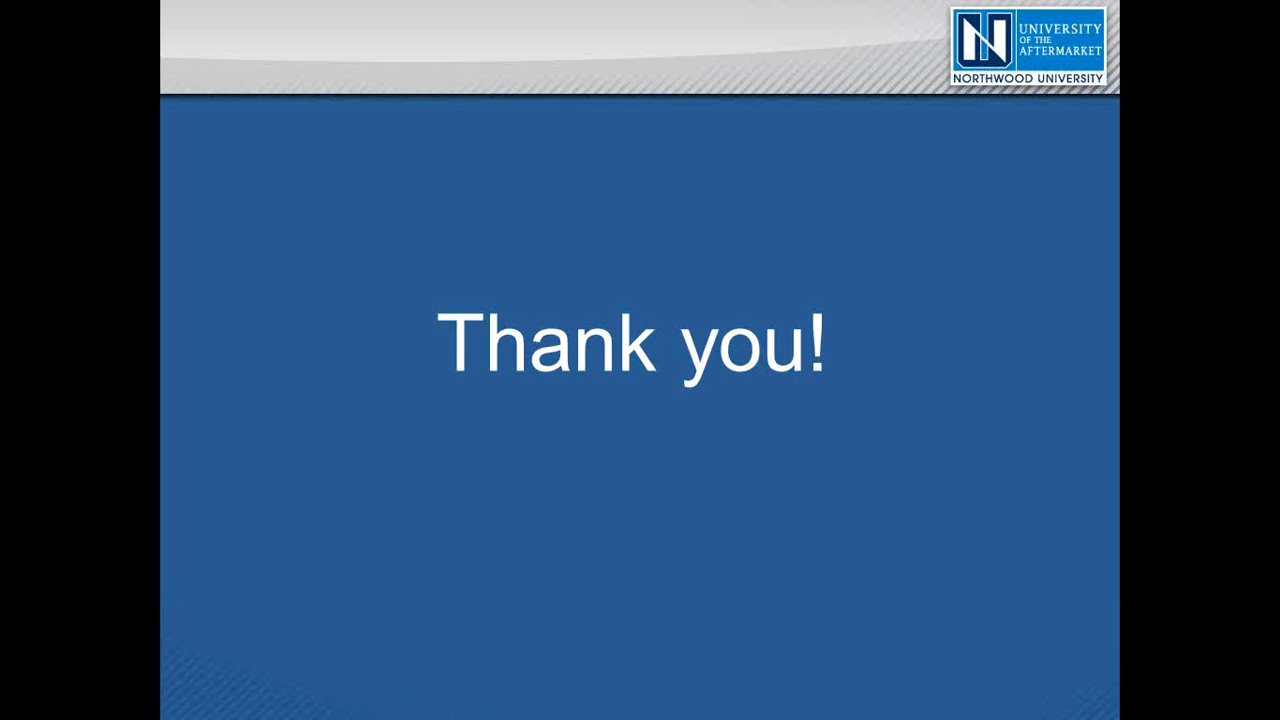 N
UNIVERSITY
OF THE
AFTERMARKET
NORTHWOOD UNIVERSITY
Thank you!